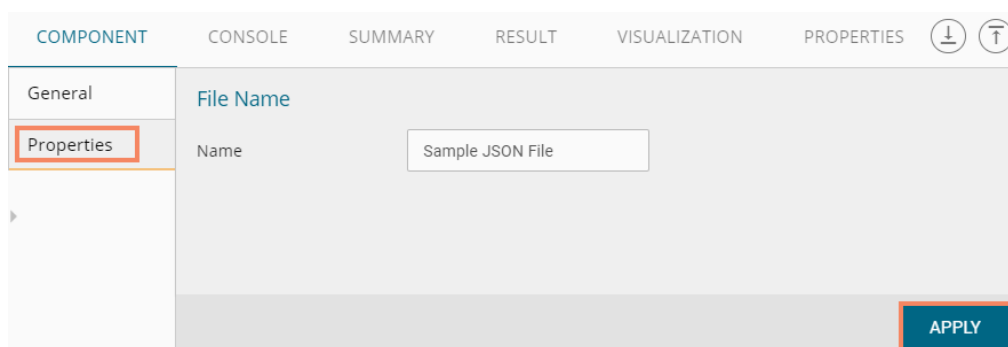 COMPONENT CONSOLE SUMMARY RESULT VISUALIZATION PROPERTIES
General
File Name
Properties
Name Sample JSON File
APPLY